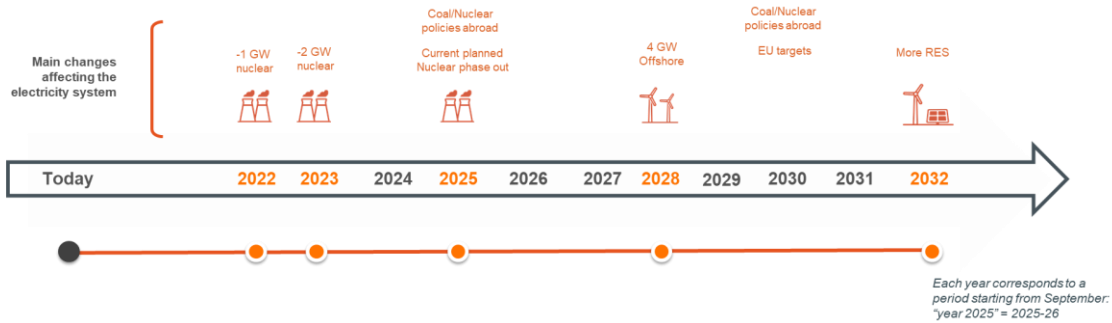 Main changes
affecting the
electricity system
-1 GW
nuclear
-2 GW
nuclear
Coal/Nuclear
policies abroad
Current planned
Nuclear phase out
4 GW
Offshore
Coal/Nuclear
policies abroad
EU targets
More RES
Today
2022
2023
2024
2025
2026
2027
2028
2029
2030
2031
2032
Each year corresponds to a
period starting from September:
"year 2025" = 2025-26